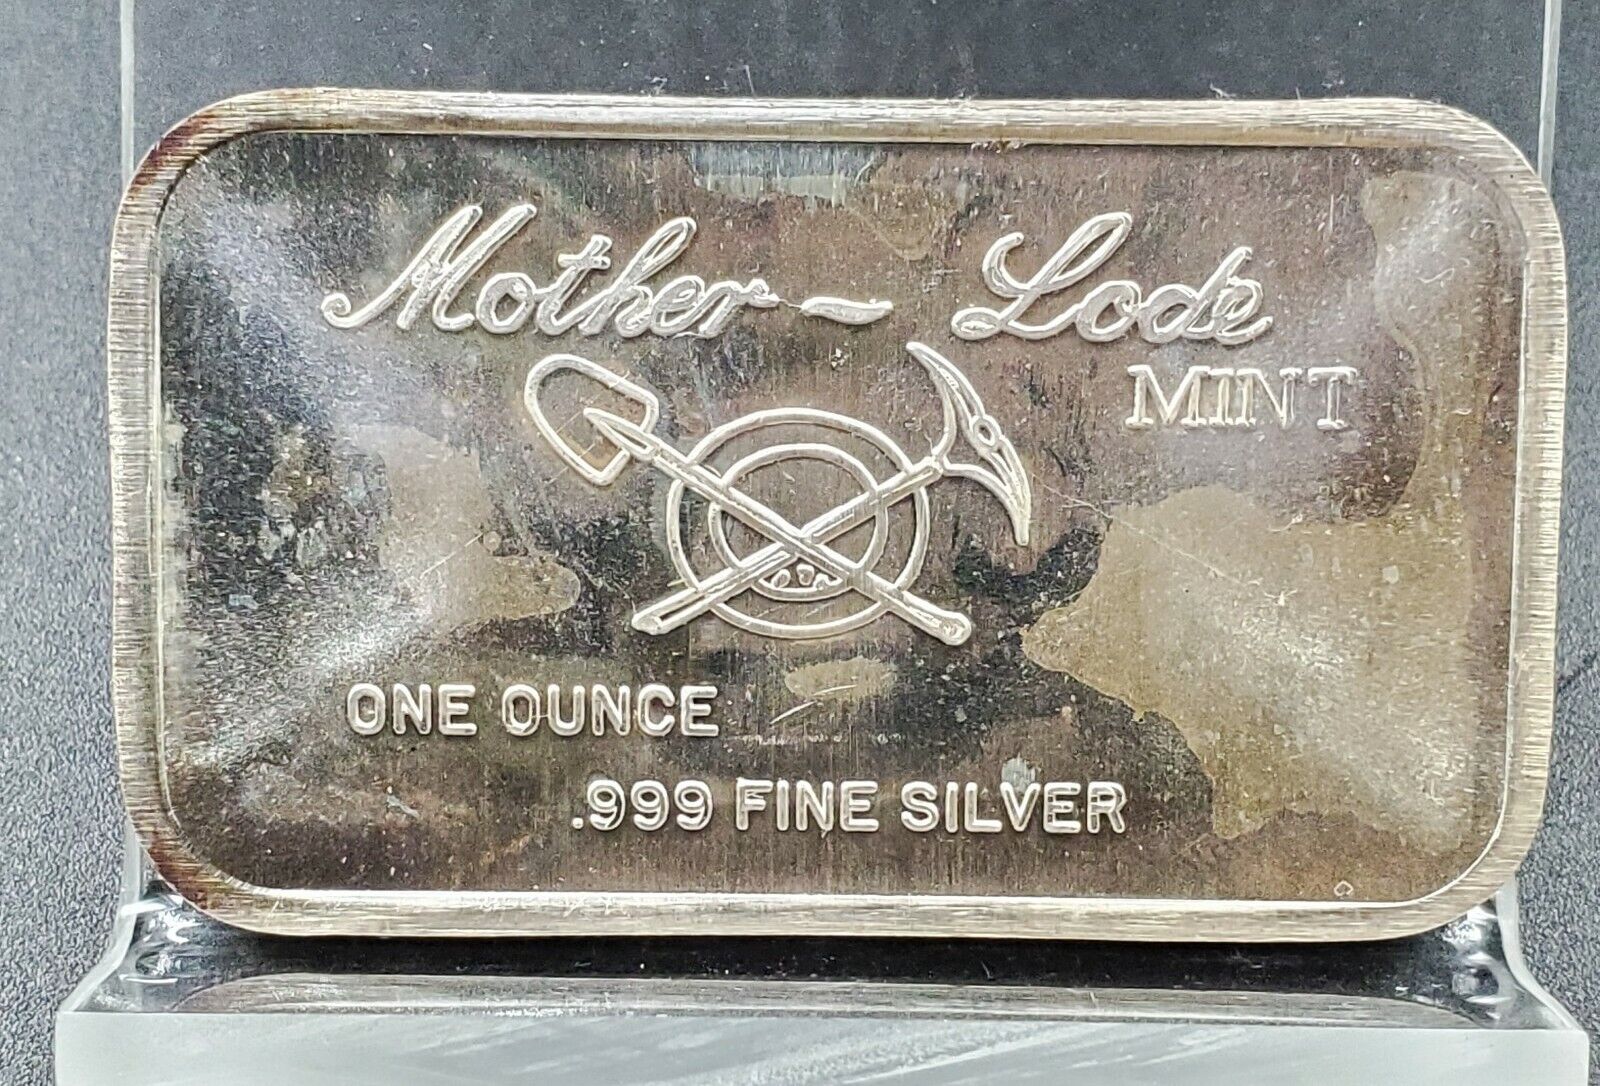 Mother-Lode
MINT
ONE OUNCE
.999 FINE SILVER